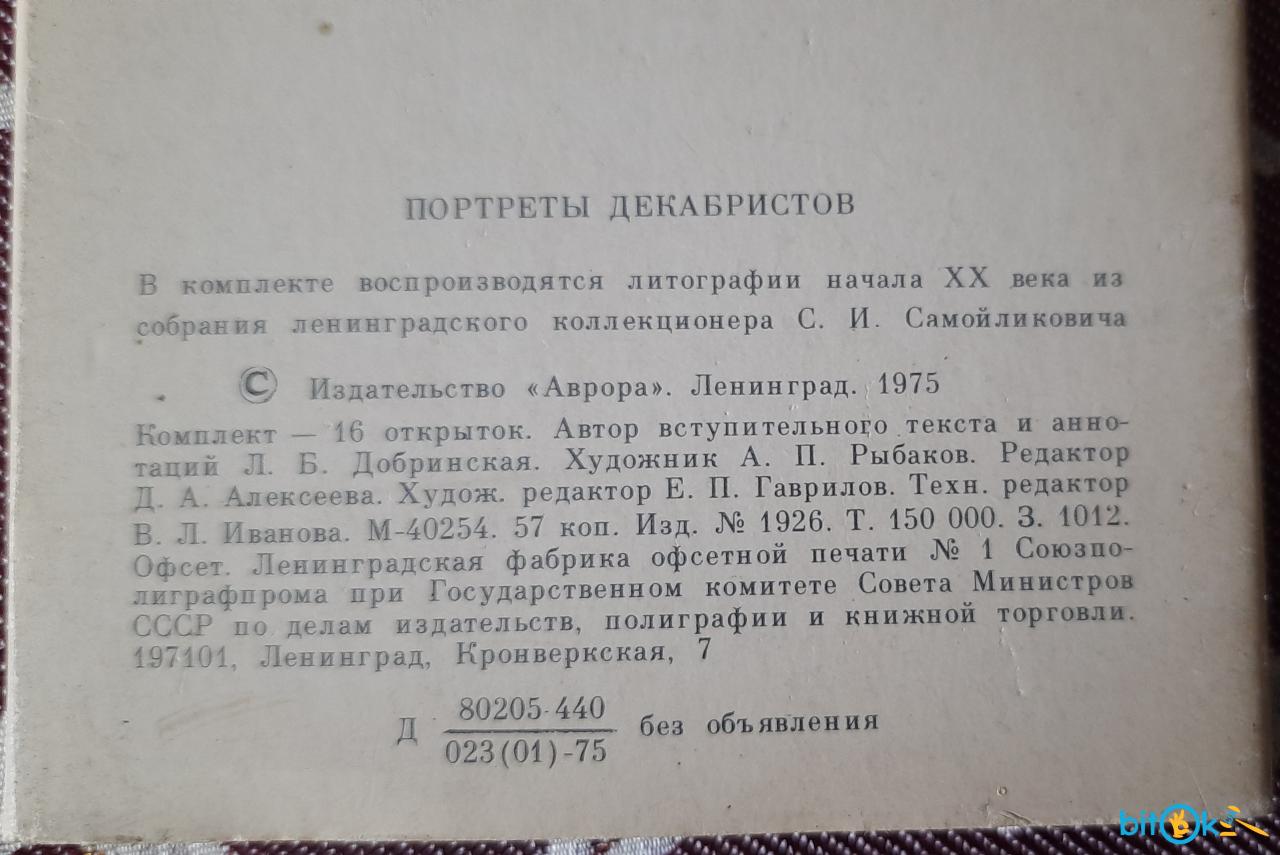 ПОРТРЕТЫ ДЕКАБРИСТОВ
В комплекте воспроизводятся литографии начала XX века из
собрания ленинградского коллекционера С. И. Самойликовича
© Издательство «Аврора». Ленинград. 1975
Комплект — 16 открыток. Автор вступительного текста и анно-
таций Л. Б. Добринская. Художник А. П. Рыбаков. Редактор
Д. А. Алексеева. Худож. редактор Е. П. Гаврилов. Техн. редактор
В. Л. Иванова. М-40254. 57 коп. Изд. № 1926. Т. 150 000. З. 1012.
Офсет. Ленинградская фабрика офсетной печати № 1 Союзпо-
лиграфпрома при Государственном комитете Совета Министров
СССР по делам издательств, полиграфии и книжной торговли.
197101, Ленинград, Кронверкская, 7
80205-440
Д без объявления
023(01)-75
bitOk